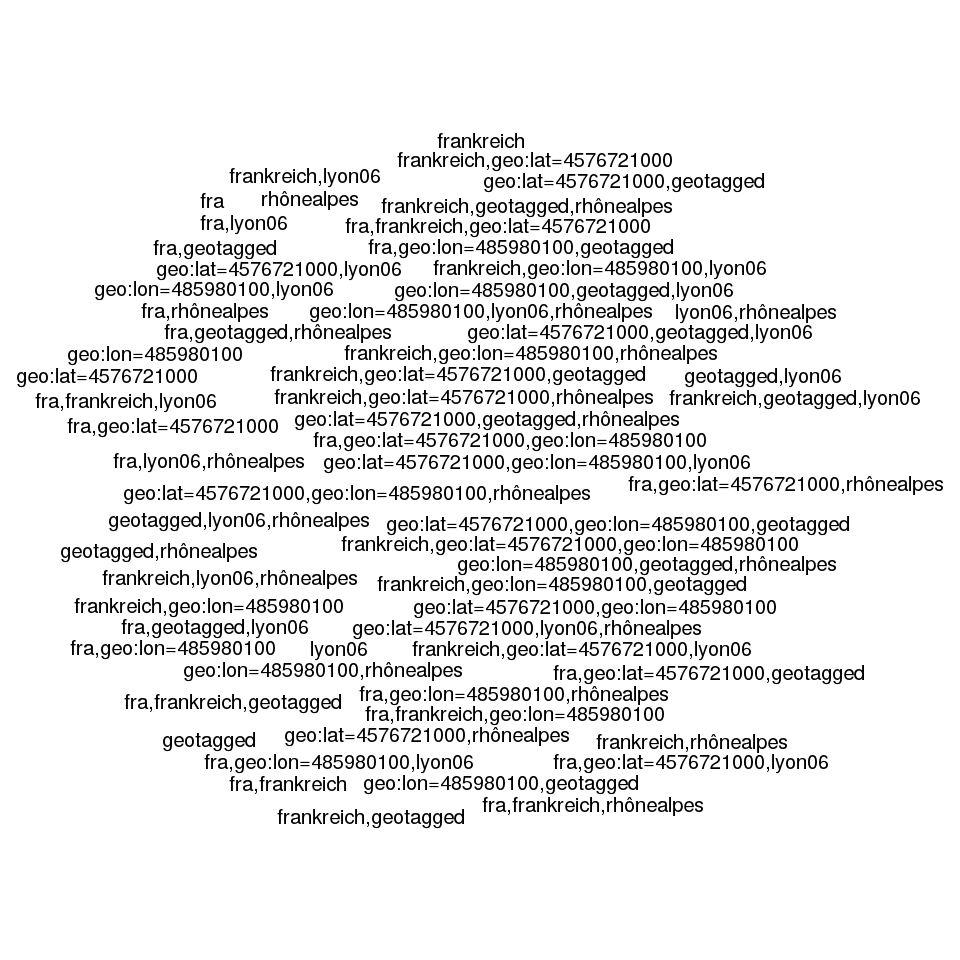 frankreich
frankreich,geo:lat=4576721000
frankreich,lyon06
geo:lat=4576721000,geotagged
fra
rhônealpes
frankreich,geotagged,rhônealpes
fra,lyon06
fra,frankreich,geo:lat=4576721000
fra,geotagged
fra,geo:lon=485980100,geotagged
geo:lat=4576721000,lyon06
frankreich,geo:lon=485980100,lyon06
geo:lon=485980100,lyon06
geo:lon=485980100,geotagged,lyon06
fra,rhônealpes
geo:lon=485980100,lyon06,rhônealpes
lyon06,rhônealpes
fra,geotagged,rhônealpes
geo:lat=4576721000,geotagged,lyon06
geo:lon=485980100
frankreich,geo:lon=485980100,rhônealpes
geo:lat=4576721000
frankreich,geo:lat=4576721000,geotagged
geotagged,lyon06
fra,frankreich,lyon06
frankreich,geo:lat=4576721000,rhônealpes
frankreich,geotagged,lyon06
fra,geo:lat=4576721000
geo:lat=4576721000,geotagged,rhônealpes
fra,geo:lat=4576721000,geo:lon=485980100
fra,lyon06,rhônealpes
geo:lat=4576721000,geo:lon=485980100,lyon06
fra,geo:lat=4576721000,rhônealpes
geo:lat=4576721000,geo:lon=485980100,rhônealpes
geotagged,lyon06,rhônealpes
geo:lat=4576721000,geo:lon=485980100,geotagged
frankreich,geo:lat=4576721000,geo:lon=485980100
geotagged,rhônealpes
geo:lon=485980100,geotagged,rhônealpes
frankreich,lyon06,rhônealpes
frankreich,geo:lon=485980100,geotagged
frankreich,geo:lon=485980100
geo:lat=4576721000,geo:lon=485980100
fra,geotagged,lyon06
geo:lat=4576721000,lyon06,rhônealpes
fra,geo:lon=485980100
lyon06
frankreich,geo:lat=4576721000,lyon06
geo:lon=485980100,rhônealpes
fra,geo:lat=4576721000,geotagged
fra,frankreich,geotagged
fra,geo:lon=485980100,rhônealpes
fra,frankreich,geo:lon=485980100
geotagged
geo:lat=4576721000,rhônealpes
frankreich,rhônealpes
fra,geo:lon=485980100,lyon06
fra,geo:lat=4576721000,lyon06
fra,frankreich
geo:lon=485980100,geotagged
fra,frankreich,rhônealpes
frankreich,geotagged